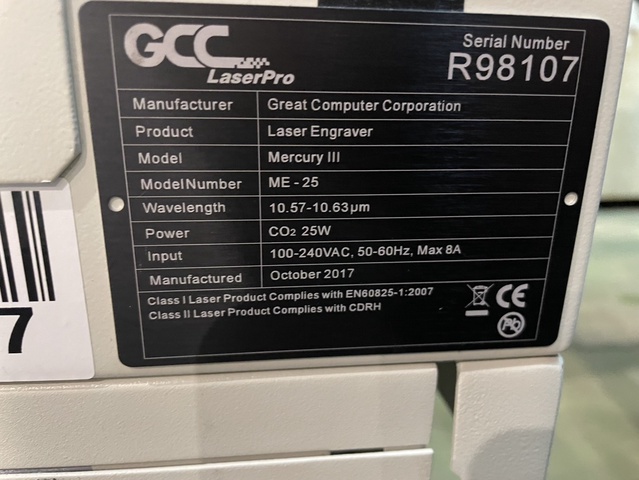 GCC
LaserPro
Serial Number
R98107
Manufacturer Great Computer Corporation
Product Laser Engraver
Model Mercury III
Model Number ME - 25
Wavelength 10.57-10.63μm
Power CO2 25W
Input 100-240VAC, 50-60Hz, Max 8A
Manufactured October 2017
Class I Laser Product Complies with EN60825-1:2007
Class II Laser Product Complies with CDRH
CE
Pb
7